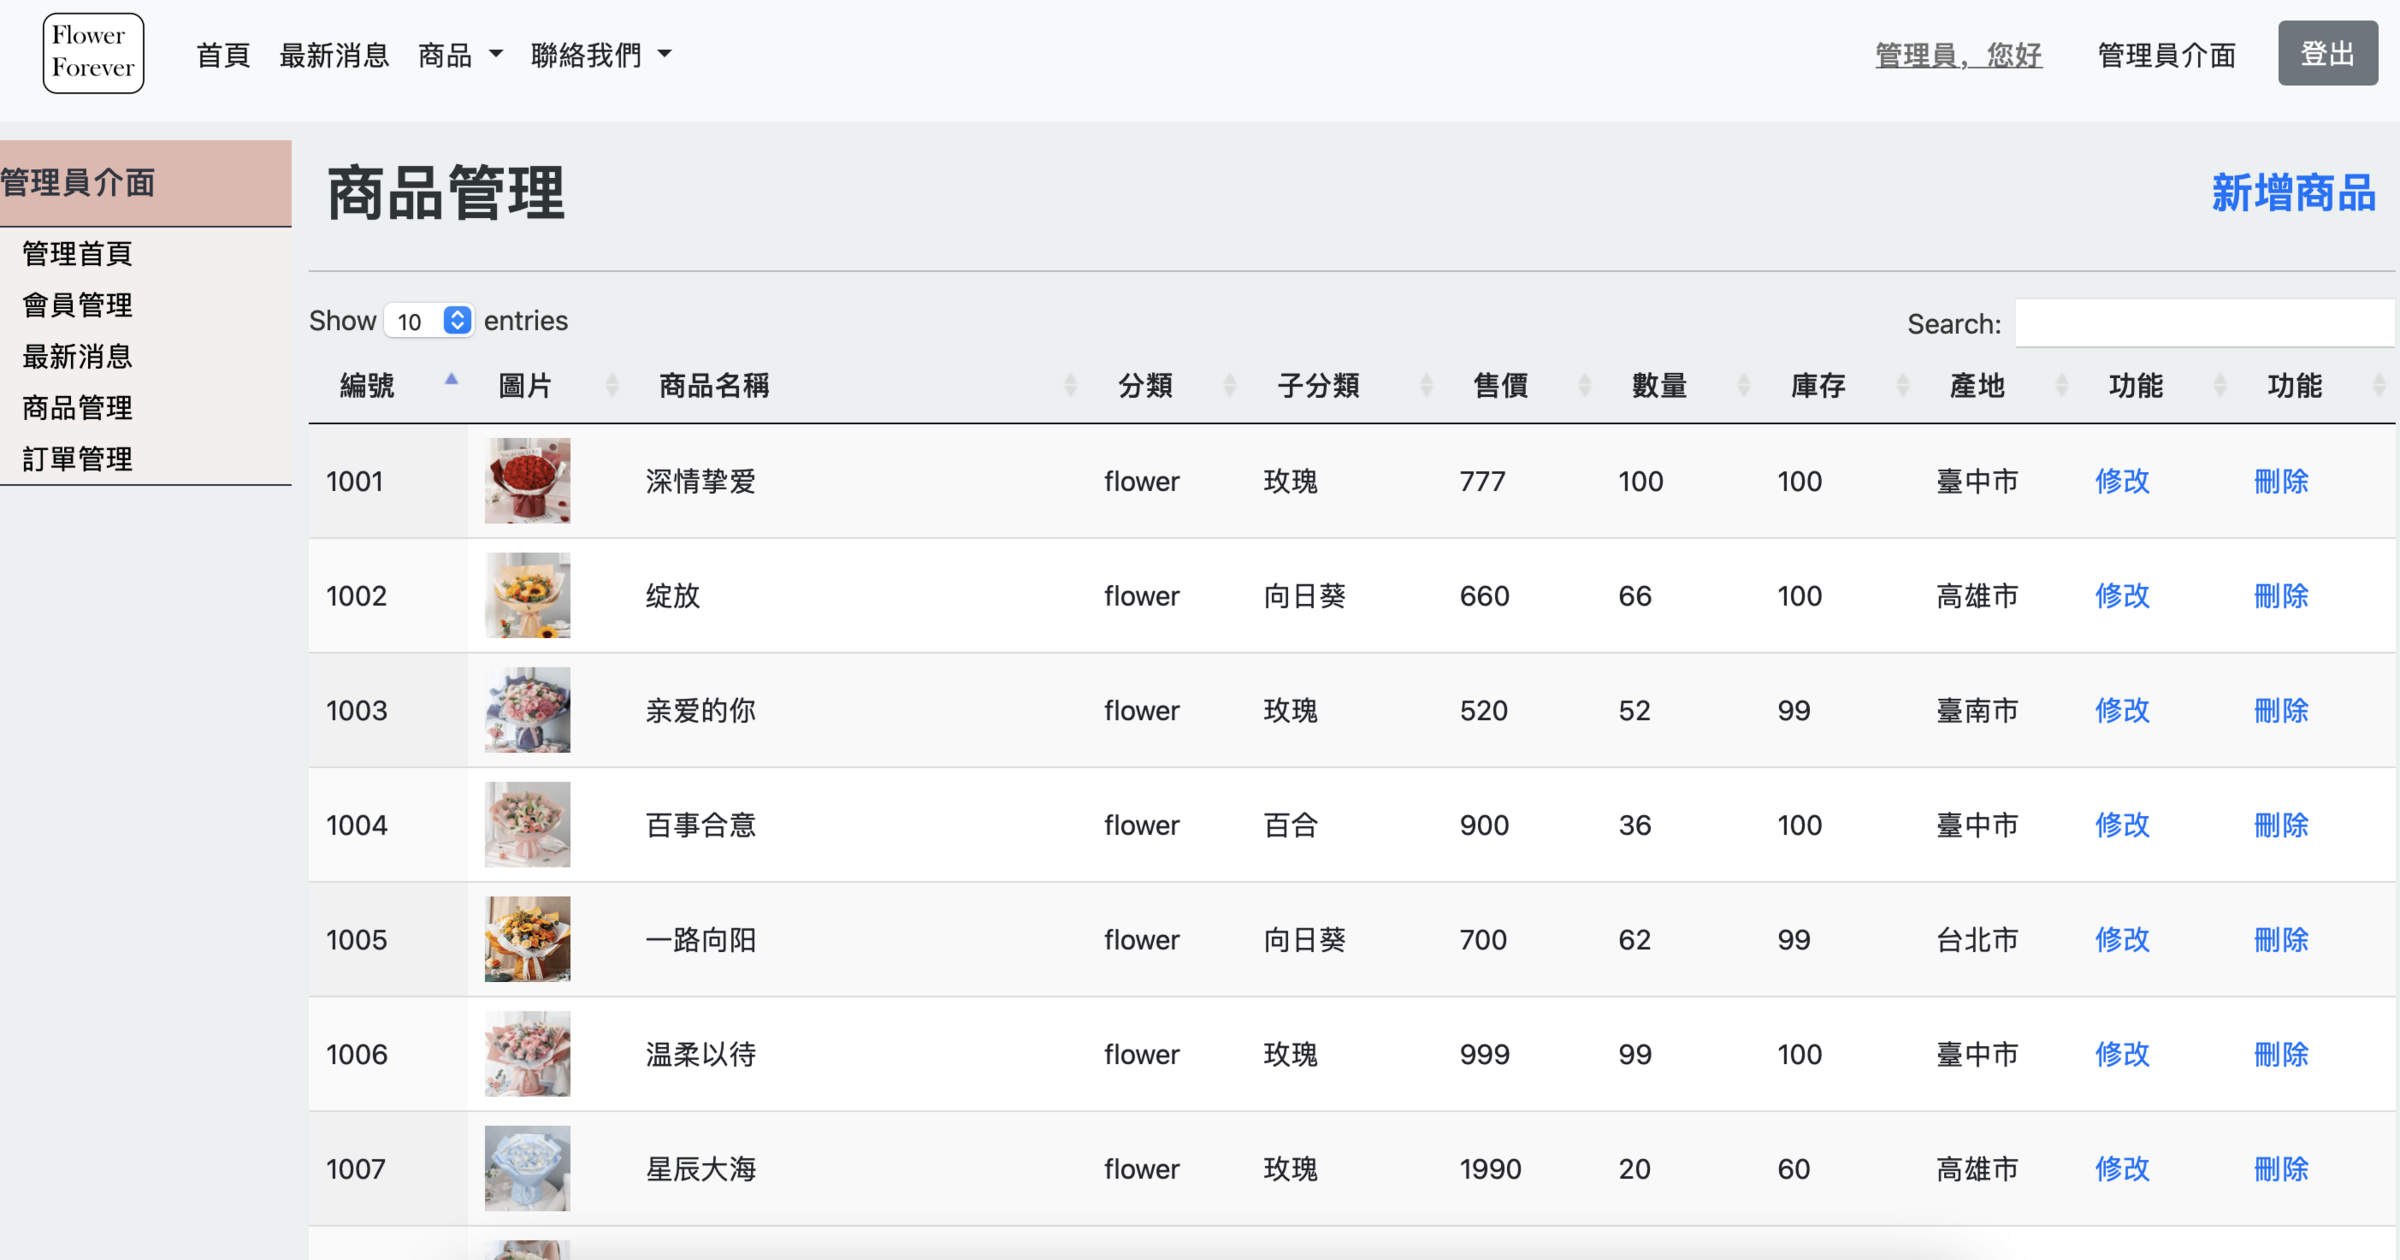 Flower
Forever
首頁 最新消息 商品 聯絡我們 管理員，您好 管理員介面 登出
管理員介面
管理首頁
會員管理
最新消息
商品管理
訂單管理
商品管理 新增商品
Show 10 entries Search:
編號 圖片 商品名稱 分類 子分類 售價 數量 庫存 產地 功能 功能
1001 深情挚爱 flower 玫瑰 777 100 100 臺中市 修改 刪除
1002 绽放 flower 向日葵 660 66 100 高雄市 修改 刪除
1003 亲爱的你 flower 玫瑰 520 52 99 臺南市 修改 刪除
1004 百事合意 flower 百合 900 36 100 臺中市 修改 刪除
1005 一路向阳 flower 向日葵 700 62 99 台北市 修改 刪除
1006 温柔以待 flower 玫瑰 999 99 100 臺中市 修改 刪除
1007 星辰大海 flower 玫瑰 1990 20 60 高雄市 修改 刪除